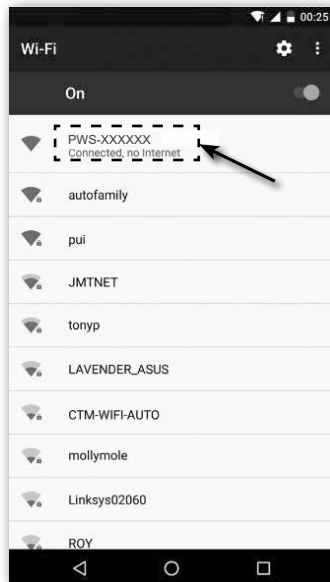 00:25
Wi-Fi
On
PWS-XXXXXX
Connected, no Internet
autofamily
pui
JMTNET
tonyp
LAVENDER_ASUS
CTM-WIFI-AUTO
mollymole
Linksys02060
ROY